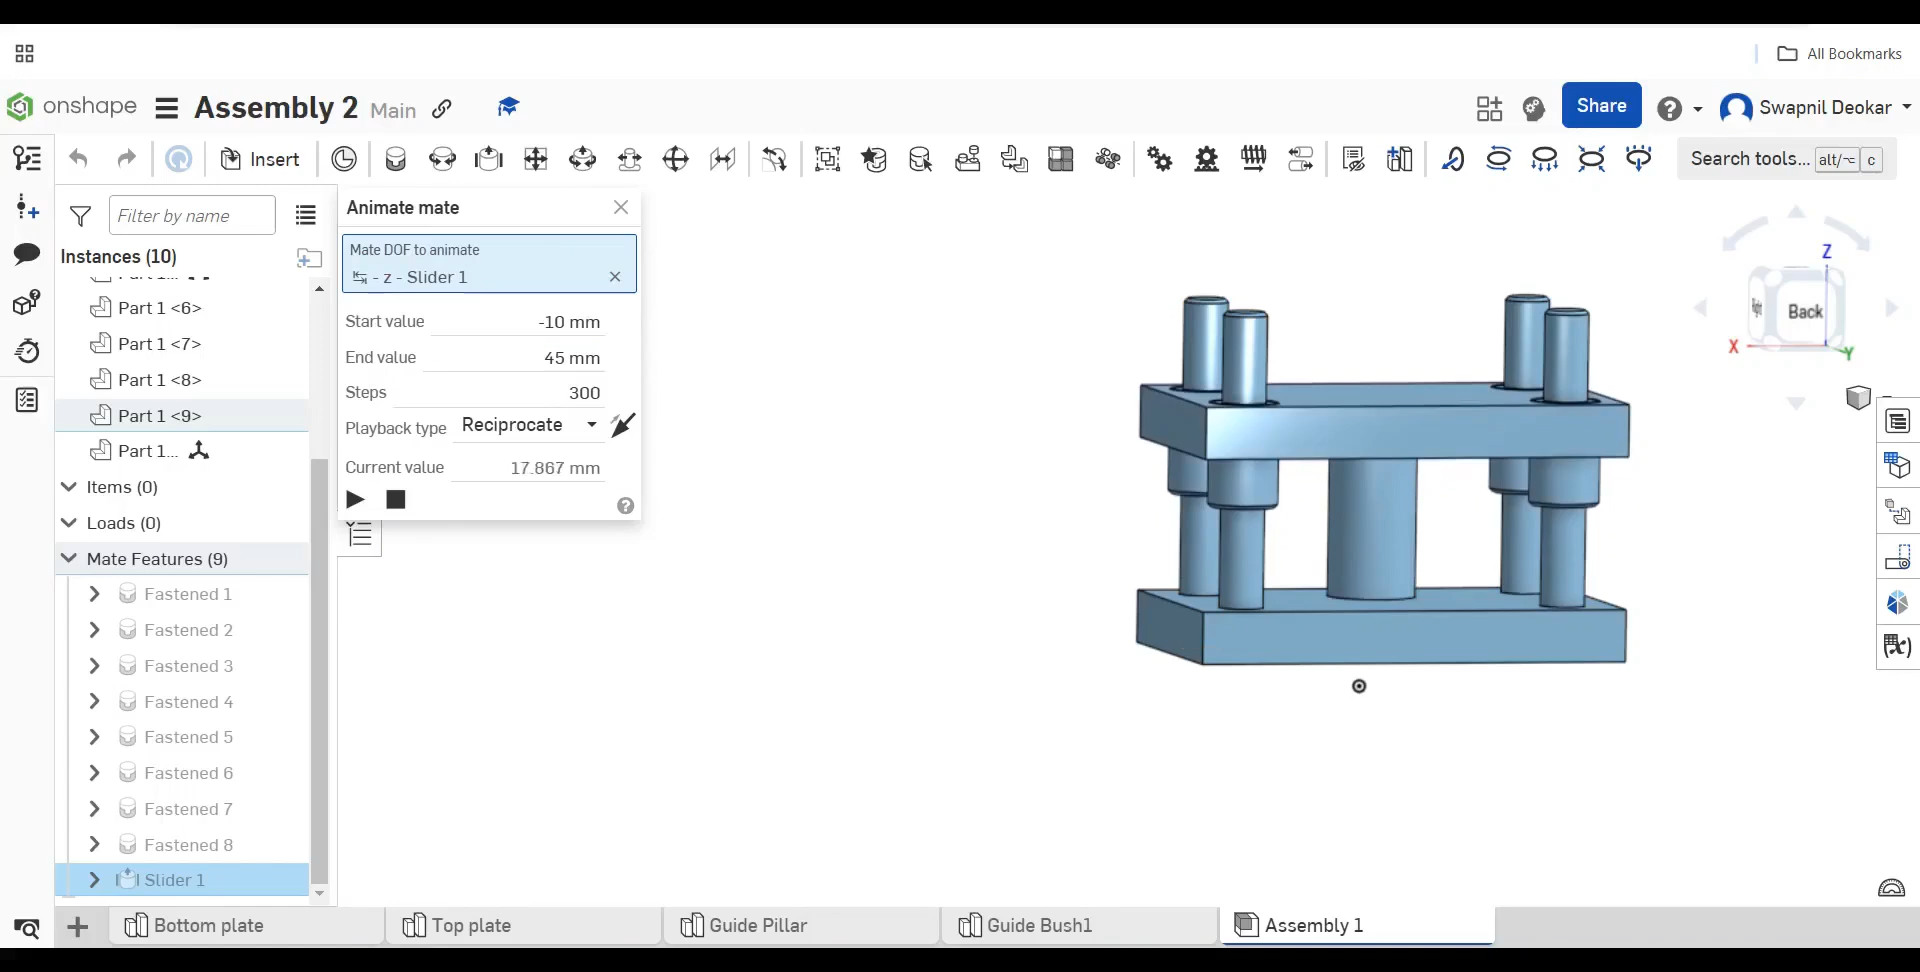 All Bookmarks
onshape
Assembly 2 Main
Share
Swapnil Deokar
Insert
Search tools... alt/⌥ c
Filter by name
Instances (10)
Part 1 <6>
Part 1 <7>
Part 1 <8>
Part 1 <9>
Part 1...
Items (0)
Loads (0)
Mate Features (9)
Fastened 1
Fastened 2
Fastened 3
Fastened 4
Fastened 5
Fastened 6
Fastened 7
Fastened 8
Slider 1
Animate mate
Mate DOF to animate
- z - Slider 1
Start value -10 mm
End value 45 mm
Steps 300
Playback type Reciprocate
Current value 17.867 mm
Z
Right
Back
X
Y
(x)
Bottom plate
Top plate
Guide Pillar
Guide Bush1
Assembly 1